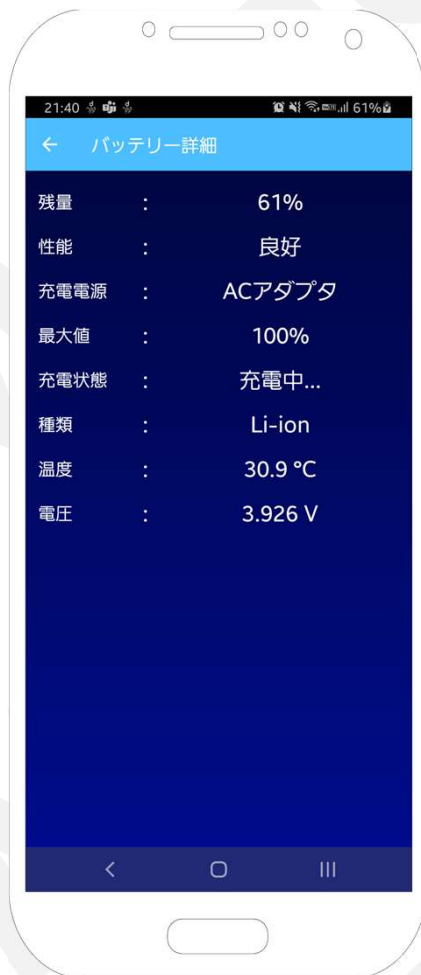 21:40 61%
バッテリー詳細
残量 : 61%
性能 : 良好
充電電源 : ACアダプタ
最大値 : 100%
充電状態 : 充電中...
種類 : Li-ion
温度 : 30.9 ℃
電圧 : 3.926 V